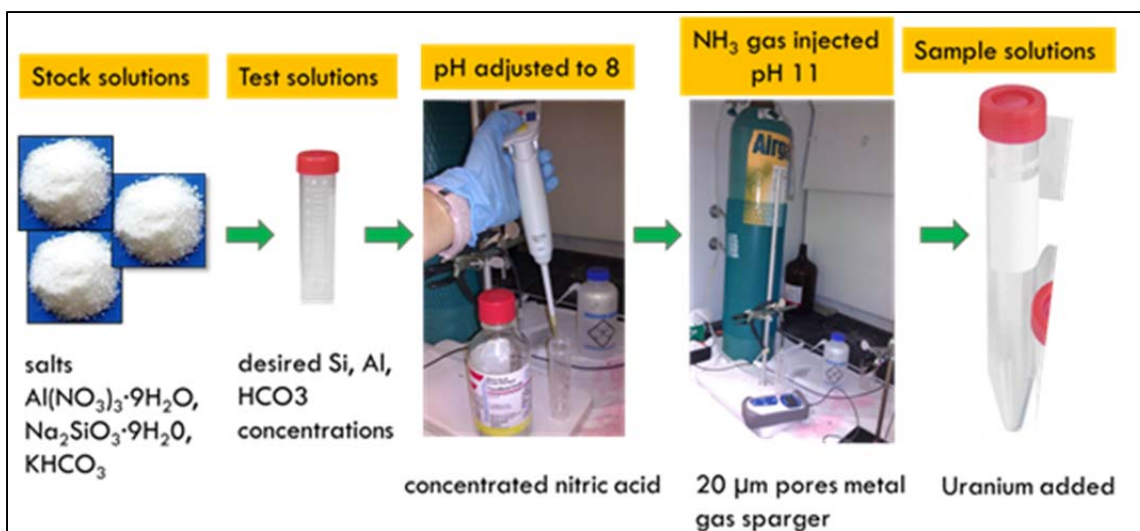 Stock solutions
Test solutions
pH adjusted to 8
NH₃ gas injected
pH 11
Sample solutions
Airga
salts
Al(NO₃)₃·9H₂O,
Na₂SiO₃·9H₂0,
KHCO₃
desired Si, Al,
HCO3
concentrations
concentrated nitric acid
20 µm pores metal
gas sparger
Uranium added